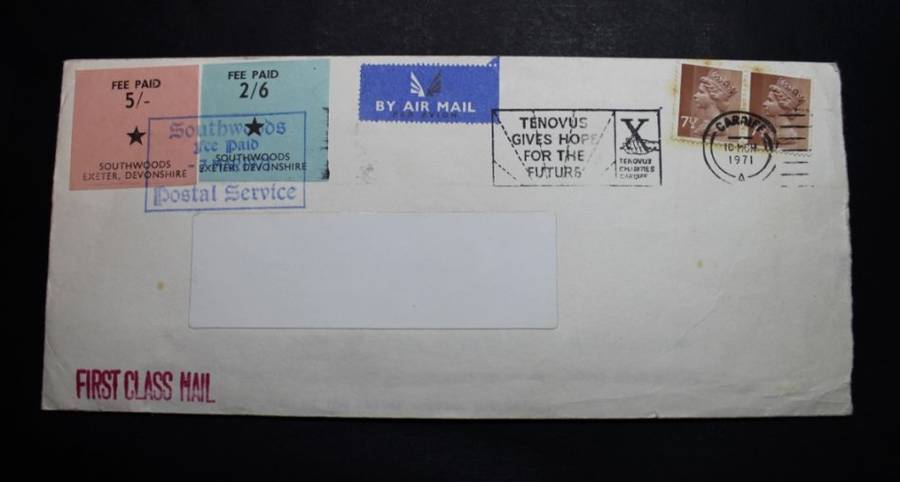 FEE PAID
5/-
★
SOUTHWOODS
EXETER, DEVONSHIRE
FEE PAID
2/6
★
SOUTHWOODS
EXETER, DEVONSHIRE
Southwoods
Fee Paid
Postal Service
BY AIR MAIL
PAR AVION
TENOVUS
GIVES HOPE
FOR THE
FUTURE
X
TENOVUS
CHARITIES
CARDIFF
7½
CARDIFF
1971
A
FIRST CLASS MAIL